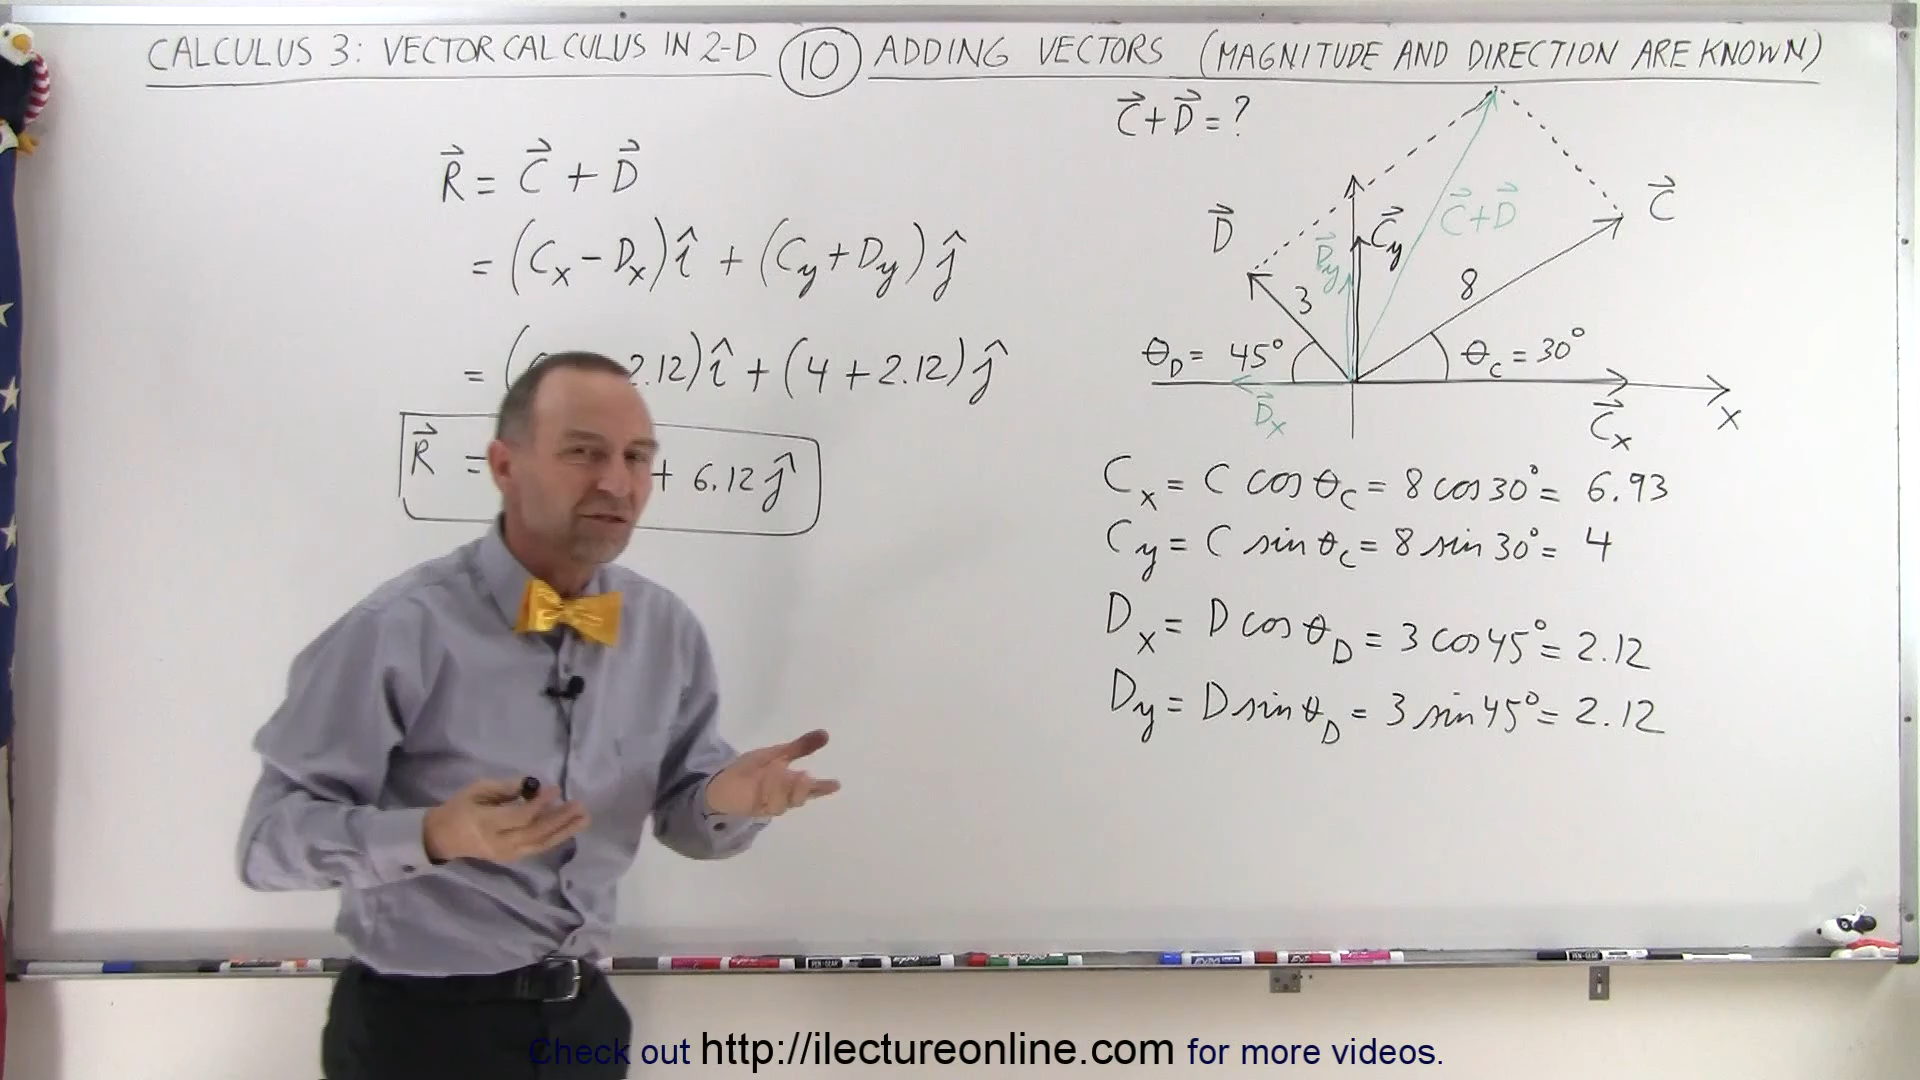 CALCULUS 3: VECTOR CALCULUS IN 2-D 10 ADDING VECTORS (MAGNITUDE AND DIRECTION ARE KNOWN)
R⃗ = C⃗ + D⃗
= (Cx - Dx) î + (Cy + Dy) ĵ
= ( 2.12) î + (4 + 2.12) ĵ
R⃗ = + 6.12 ĵ
C⃗ + D⃗ = ?
D⃗
C⃗
C⃗y
D⃗y
C⃗+D⃗
3
8
θD = 45°
θC = 30°
D⃗x
C⃗x
x
Cx = C cos θC = 8 cos 30° = 6.93
Cy = C sin θC = 8 sin 30° = 4
Dx = D cos θD = 3 cos 45° = 2.12
Dy = D sin θD = 3 sin 45° = 2.12
Check out http://ilectureonline.com for more videos.